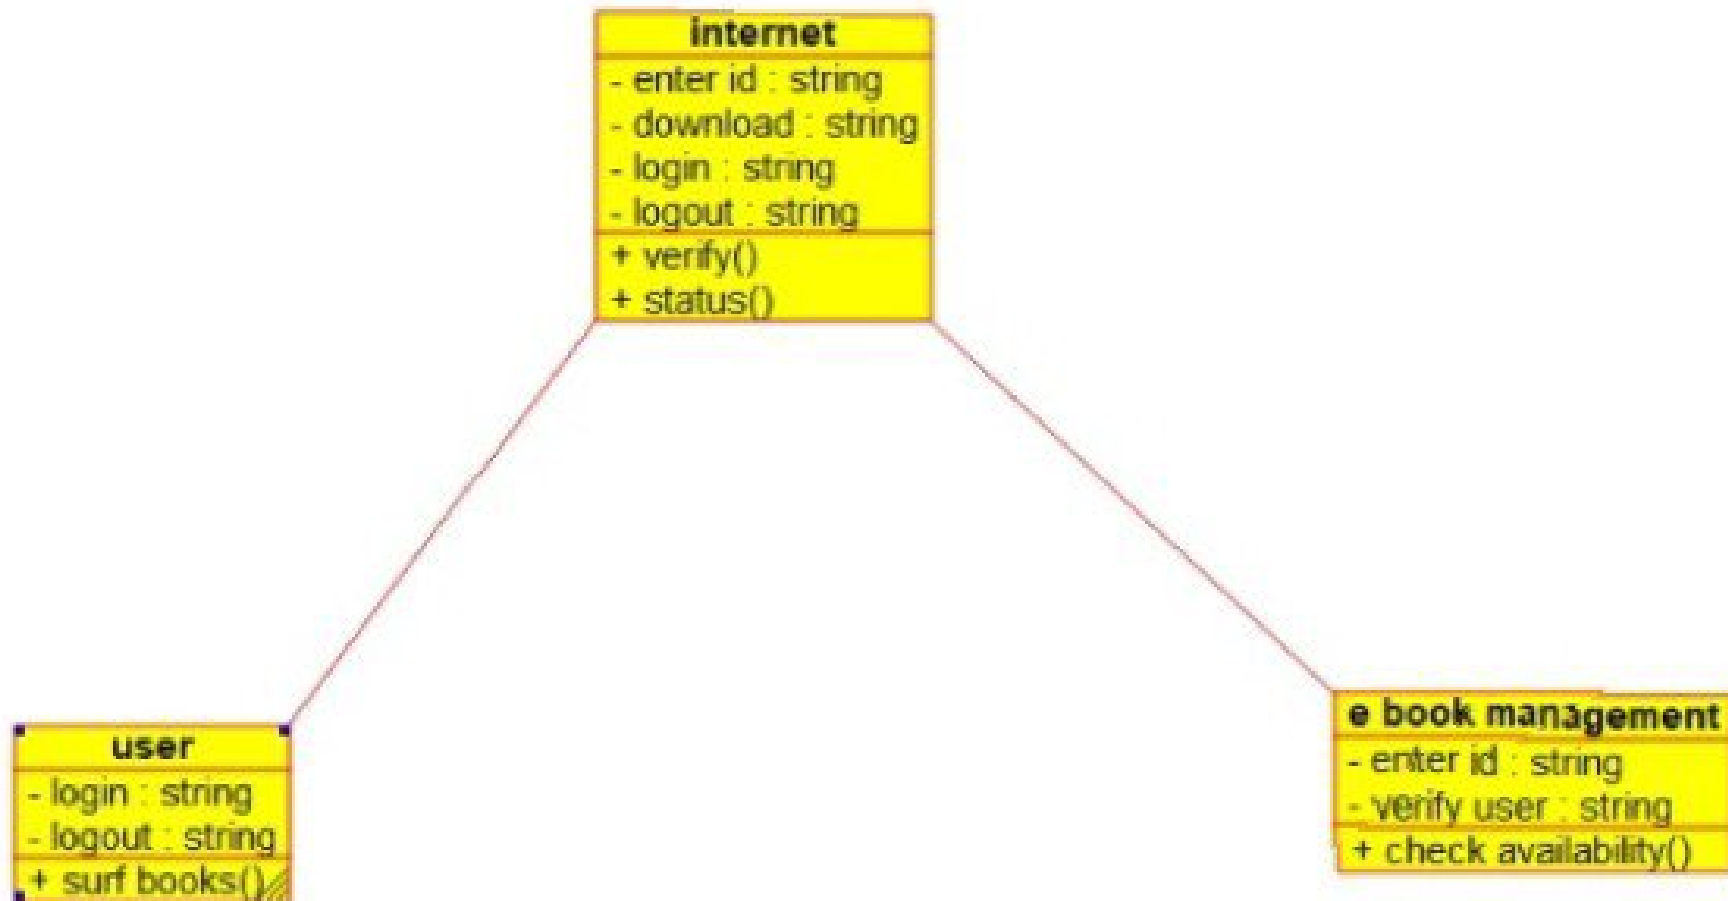 internet
- enter id : string
- download : string
- login : string
- logout : string
+ verify()
+ status()
user
- login : string
- logout : string
+ surf books()
e book management
- enter id : string
- verify user : string
+ check availability()